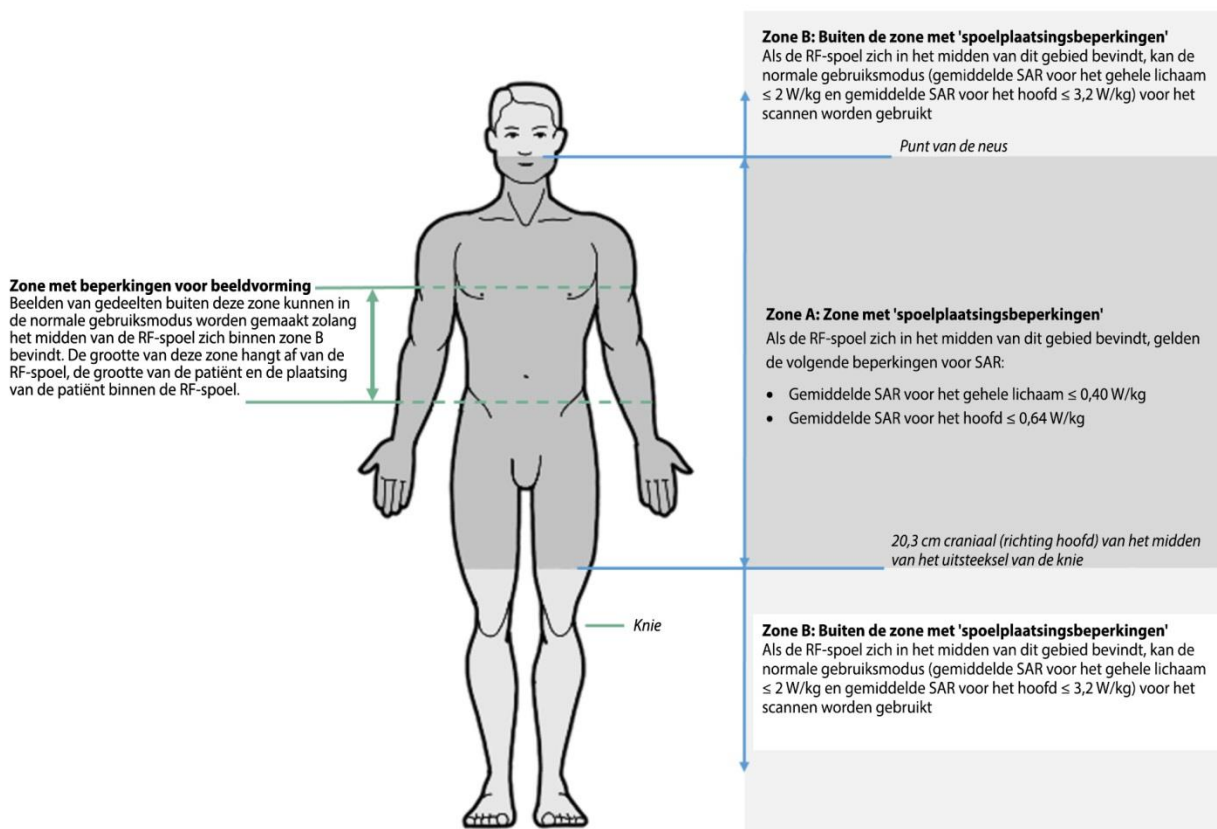 Zone B: Buiten de zone met 'spoelplaatsingsbeperkingen'
Als de RF-spoel zich in het midden van dit gebied bevindt, kan de
normale gebruiksmodus (gemiddelde SAR voor het gehele lichaam
≤ 2 W/kg en gemiddelde SAR voor het hoofd ≤ 3,2 W/kg) voor het
scannen worden gebruikt
Punt van de neus
Zone met beperkingen voor beeldvorming
Beelden van gedeelten buiten deze zone kunnen in
de normale gebruiksmodus worden gemaakt zolang
het midden van de RF-spoel zich binnen zone B
bevindt. De grootte van deze zone hangt af van de
RF-spoel, de grootte van de patiënt en de plaatsing
van de patiënt binnen de RF-spoel.
Zone A: Zone met 'spoelplaatsingsbeperkingen'
Als de RF-spoel zich in het midden van dit gebied bevindt, gelden
de volgende beperkingen voor SAR:
• Gemiddelde SAR voor het gehele lichaam ≤ 0,40 W/kg
• Gemiddelde SAR voor het hoofd ≤ 0,64 W/kg
20,3 cm craniaal (richting hoofd) van het midden
van het uitsteeksel van de knie
Knie
Zone B: Buiten de zone met 'spoelplaatsingsbeperkingen'
Als de RF-spoel zich in het midden van dit gebied bevindt, kan de
normale gebruiksmodus (gemiddelde SAR voor het gehele lichaam
≤ 2 W/kg en gemiddelde SAR voor het hoofd ≤ 3,2 W/kg) voor het
scannen worden gebruikt